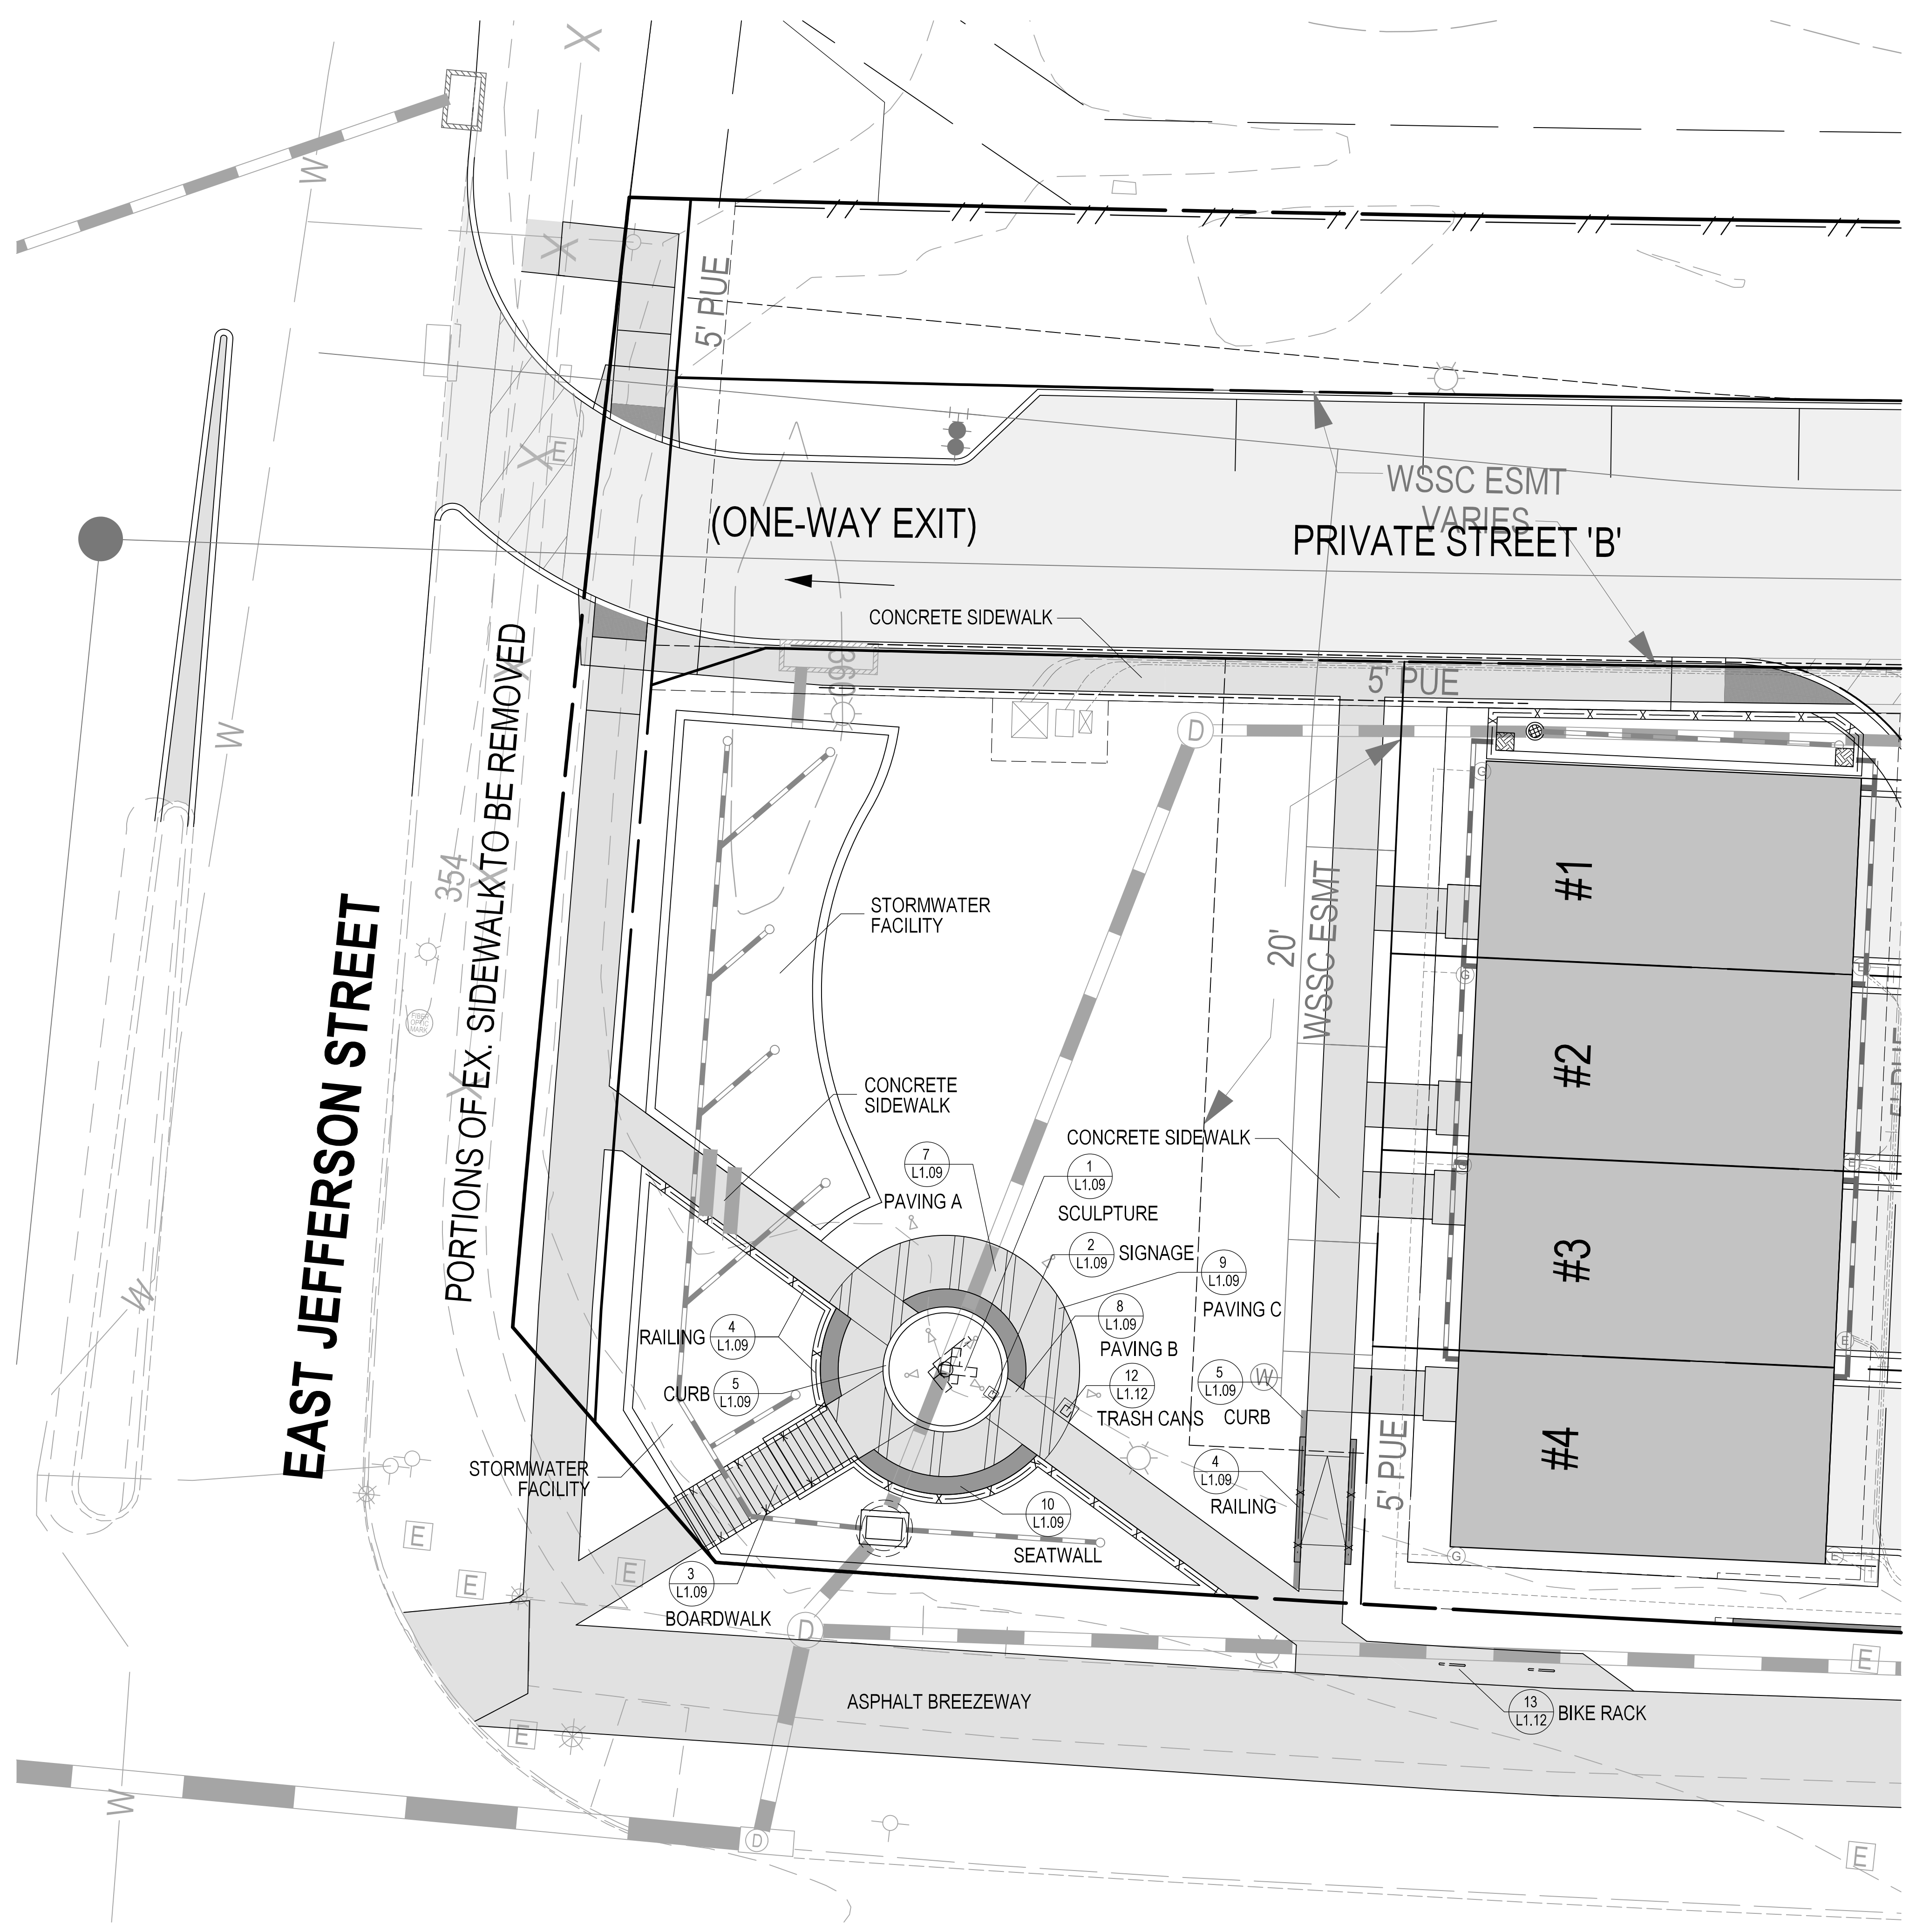 5' PUE
WSSC ESMT
VARIES
(ONE-WAY EXIT)
PRIVATE STREET 'B'
CONCRETE SIDEWALK
5' PUE
360
D
E
X
X
X
X
X
X
W
W
W
W
EAST JEFFERSON STREET
PORTIONS OF EX. SIDEWALK TO BE REMOVED
354
FIBER
OPTIC
MARK
STORMWATER
FACILITY
20'
WSSC ESMT
#1
#2
#3
#4
G
G
G
G
E
E
E
E
CONCRETE
SIDEWALK
CONCRETE SIDEWALK
7
L1.09
PAVING A
1
L1.09
SCULPTURE
2
L1.09
SIGNAGE
9
L1.09
PAVING C
8
L1.09
PAVING B
4
L1.09
RAILING
5
L1.09
CURB
12
L1.12
TRASH CANS
5
L1.09
CURB
W
STORMWATER
FACILITY
4
L1.09
RAILING
5' PUE
10
L1.09
SEATWALL
3
L1.09
BOARDWALK
D
E
E
E
E
E
E
ASPHALT BREEZEWAY
13
L1.12
BIKE RACK
D